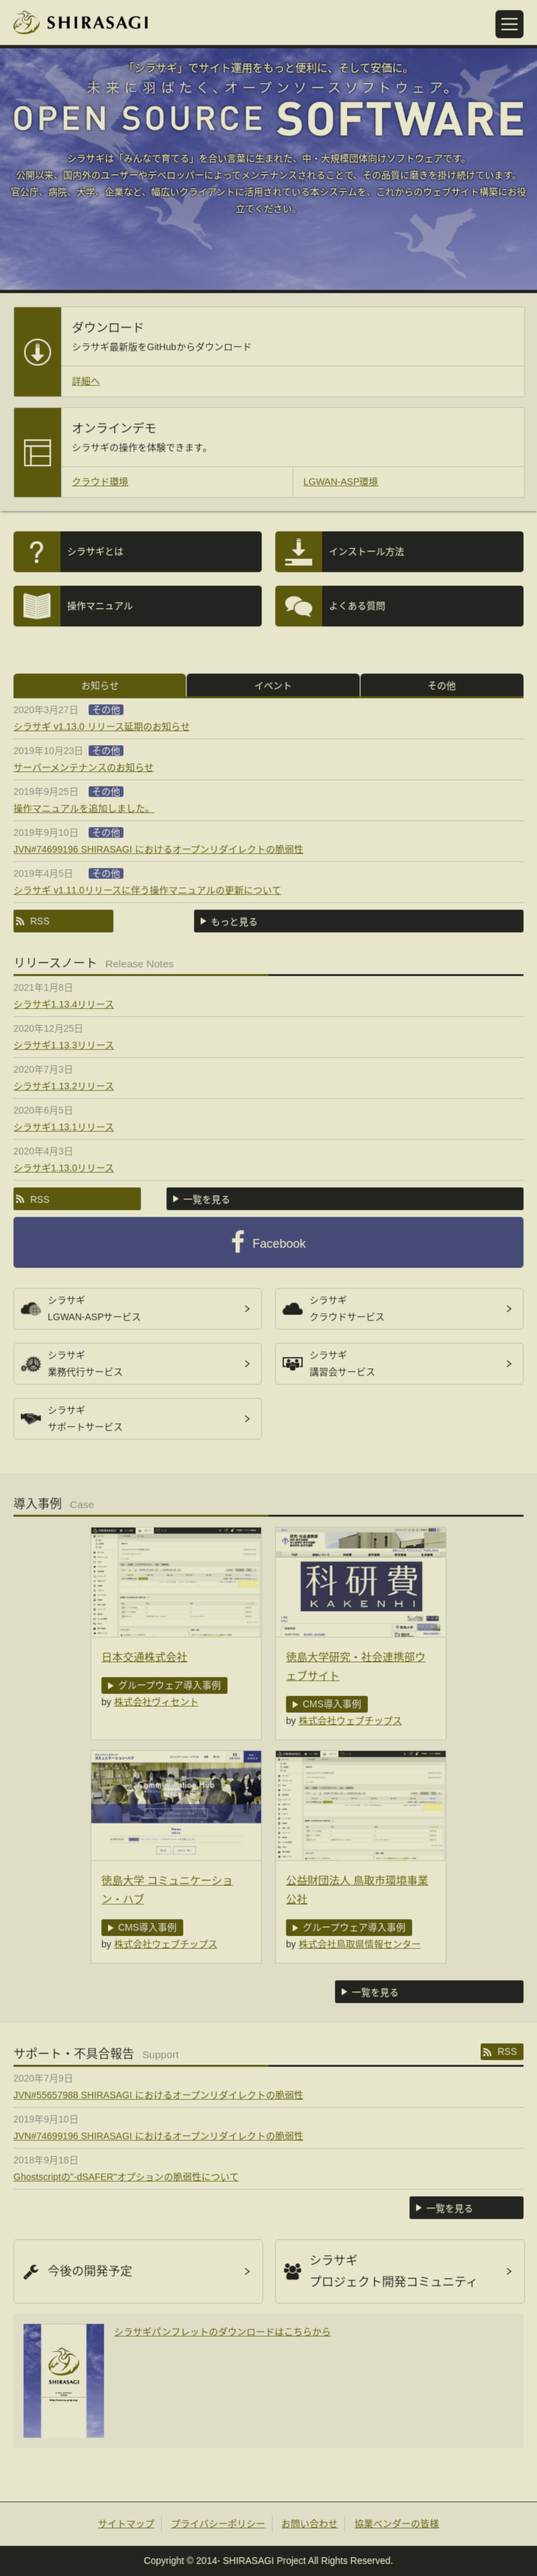 SHIRASAGI
「シラサギ」でサイト運用をもっと便利に、そして安価に。
未来に羽ばたく、オープンソースソフトウェア。
OPEN SOURCE SOFTWARE
シラサギは「みんなで育てる」を合い言葉に生まれた、中・大規模団体向けソフトウェアです。
公開以来、国内外のユーザーやデベロッパーによってメンテナンスされることで、その品質に磨きを掛け続けています。
官公庁、病院、大学、企業など、幅広いクライアントに活用されている本システムを、これからのウェブサイト構築にお役
立てください。
ダウンロード
シラサギ最新版をGitHubからダウンロード
詳細へ
オンラインデモ
シラサギの操作を体験できます。
クラウド環境
LGWAN-ASP環境
シラサギとは
インストール方法
操作マニュアル
よくある質問
お知らせ
イベント
その他
2020年3月27日 その他
シラサギ v1.13.0 リリース延期のお知らせ
2019年10月23日 その他
サーバーメンテナンスのお知らせ
2019年9月25日 その他
操作マニュアルを追加しました。
2019年9月10日 その他
JVN#74699196 SHIRASAGI におけるオープンリダイレクトの脆弱性
2019年4月5日 その他
シラサギ v1.11.0リリースに伴う操作マニュアルの更新について
RSS
もっと見る
リリースノート Release Notes
2021年1月8日
シラサギ1.13.4リリース
2020年12月25日
シラサギ1.13.3リリース
2020年7月3日
シラサギ1.13.2リリース
2020年6月5日
シラサギ1.13.1リリース
2020年4月3日
シラサギ1.13.0リリース
RSS
一覧を見る
Facebook
シラサギ
LGWAN-ASPサービス
シラサギ
クラウドサービス
シラサギ
業務代行サービス
シラサギ
講習会サービス
シラサギ
サポートサービス
導入事例 Case
科研費
KAKENHI
日本交通株式会社
グループウェア導入事例
by 株式会社ヴィセント
徳島大学研究・社会連携部ウ
ェブサイト
CMS導入事例
by 株式会社ウェブチップス
Communication Hub
徳島大学 コミュニケーショ
ン・ハブ
CMS導入事例
by 株式会社ウェブチップス
公益財団法人 鳥取市環境事業
公社
グループウェア導入事例
by 株式会社鳥取県情報センター
一覧を見る
サポート・不具合報告 Support
RSS
2020年7月9日
JVN#55657988 SHIRASAGI におけるオープンリダイレクトの脆弱性
2019年9月10日
JVN#74699196 SHIRASAGI におけるオープンリダイレクトの脆弱性
2018年9月18日
Ghostscriptの"-dSAFER"オプションの脆弱性について
一覧を見る
今後の開発予定
シラサギ
プロジェクト開発コミュニティ
SHIRASAGI
シラサギパンフレットのダウンロードはこちらから
サイトマップ
プライバシーポリシー
お問い合わせ
協業ベンダーの皆様
Copyright © 2014- SHIRASAGI Project All Rights Reserved.